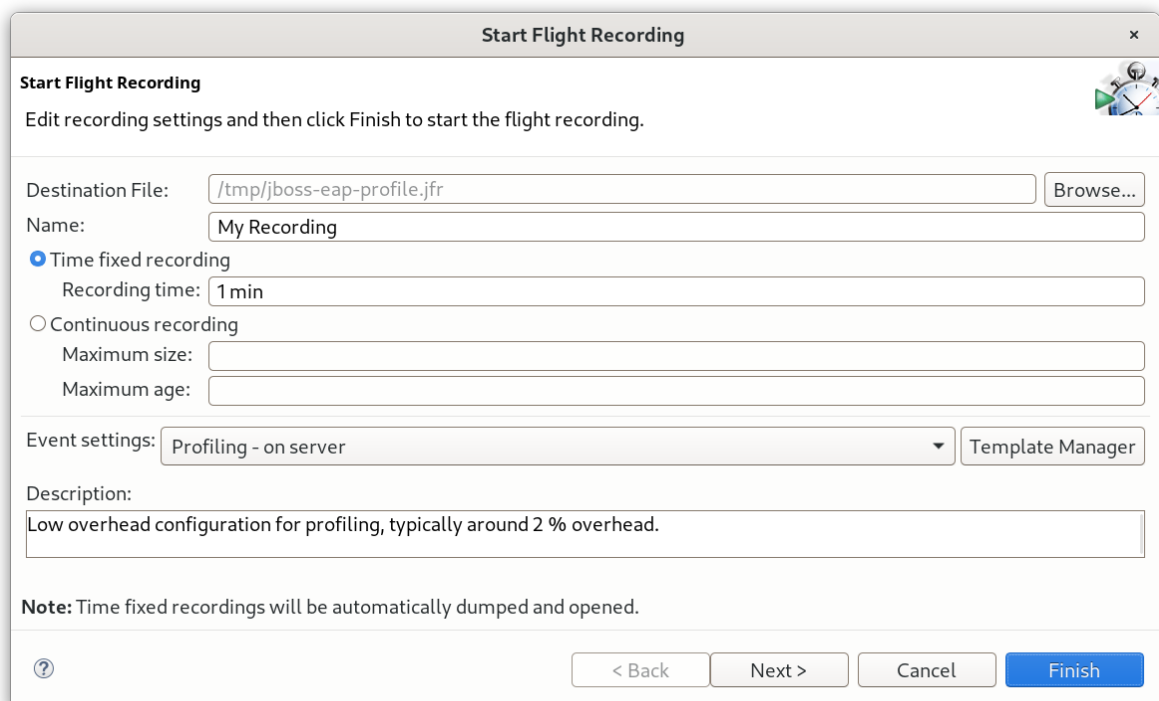 Start Flight Recording ×
Start Flight Recording
Edit recording settings and then click Finish to start the flight recording.
Destination File: /tmp/jboss-eap-profile.jfr Browse...
Name: My Recording
Time fixed recording
Recording time: 1 min
Continuous recording
Maximum size:
Maximum age:
Event settings: Profiling - on server Template Manager
Description:
Low overhead configuration for profiling, typically around 2 % overhead.
Note: Time fixed recordings will be automatically dumped and opened.
? < Back Next > Cancel Finish